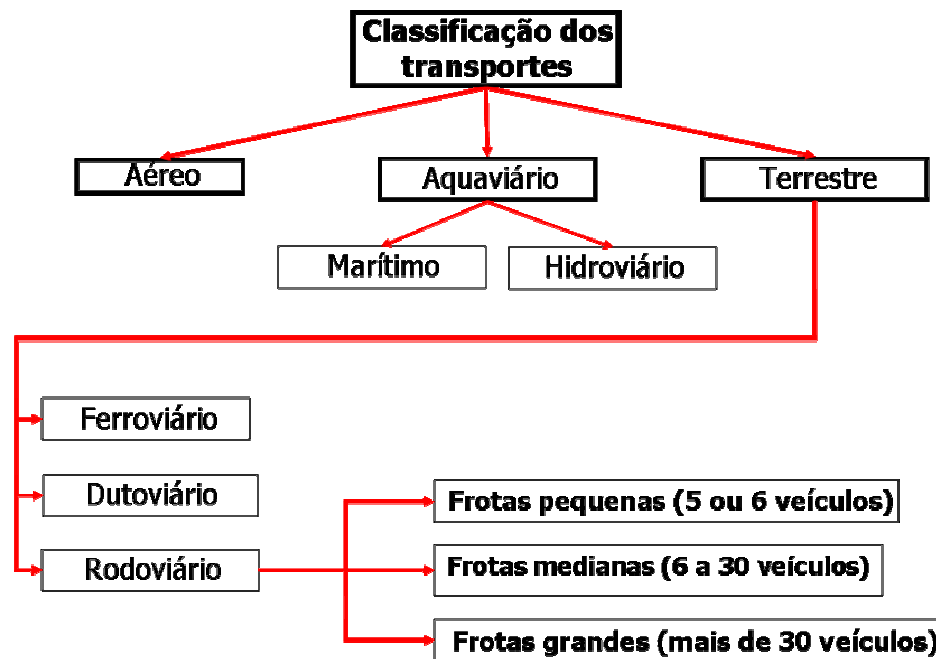 Classificação dos
transportes
Aéreo
Aquaviário
Terrestre
Marítimo
Hidroviário
Ferroviário
Dutoviário
Rodoviário
Frotas pequenas (5 ou 6 veículos)
Frotas medianas (6 a 30 veículos)
Frotas grandes (mais de 30 veículos)